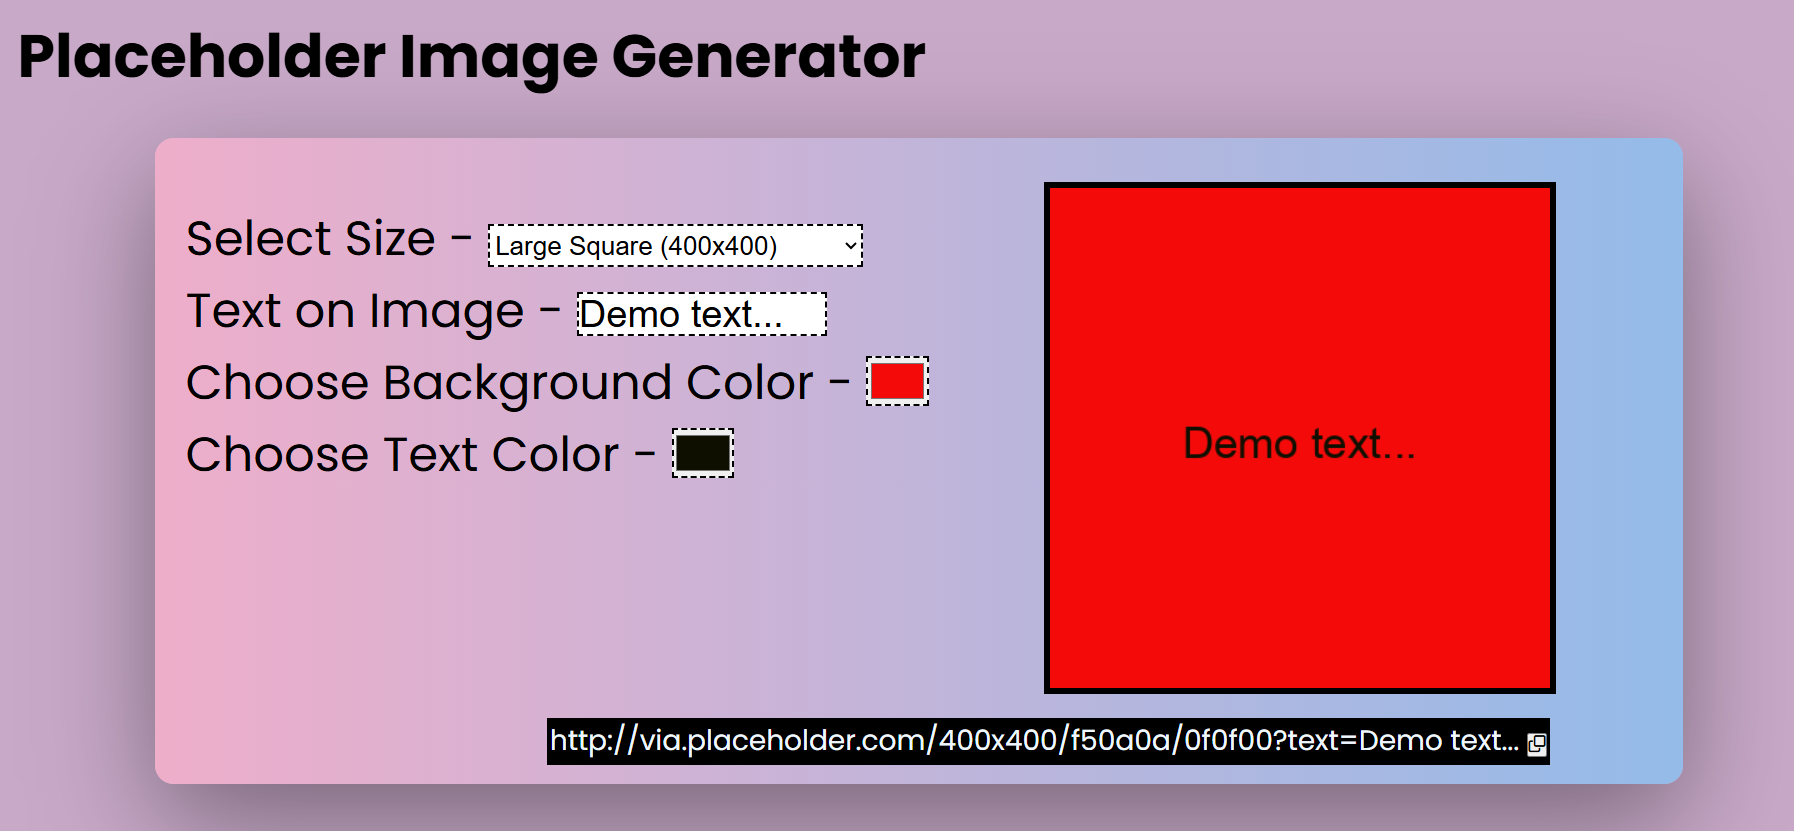 Placeholder Image Generator
Select Size - Large Square (400x400)
Text on Image - Demo text...
Choose Background Color -
Choose Text Color -
Demo text...
http://via.placeholder.com/400x400/f50a0a/0f0f00?text=Demo text...